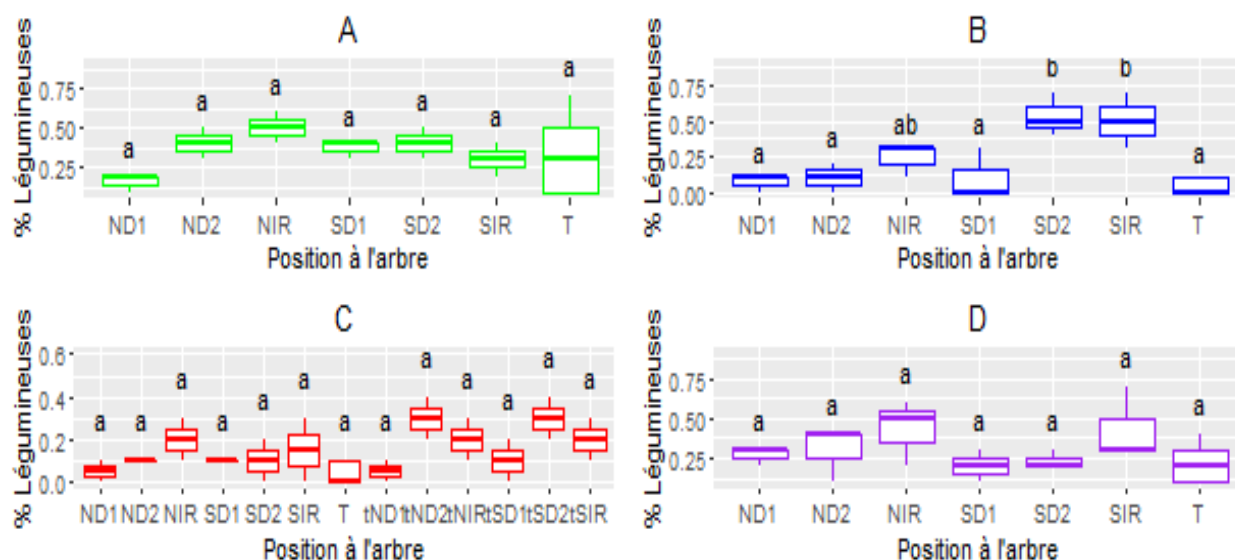 A
% Légumineuses
0.75
0.50
0.25
a a a a a a a
ND1 ND2 NIR SD1 SD2 SIR T
Position à l'arbre
B
% Légumineuses
0.75
0.50
0.25
0.00
a a ab a b b a
ND1 ND2 NIR SD1 SD2 SIR T
Position à l'arbre
C
% Légumineuses
0.6
0.4
0.2
0.0
a a a a a a a a a a a a a
ND1 ND2 NIR SD1 SD2 SIR T tND1 tND2 tNIR tSD1 tSD2 tSIR
Position à l'arbre
D
% Légumineuses
0.75
0.50
0.25
a a a a a a a
ND1 ND2 NIR SD1 SD2 SIR T
Position à l'arbre